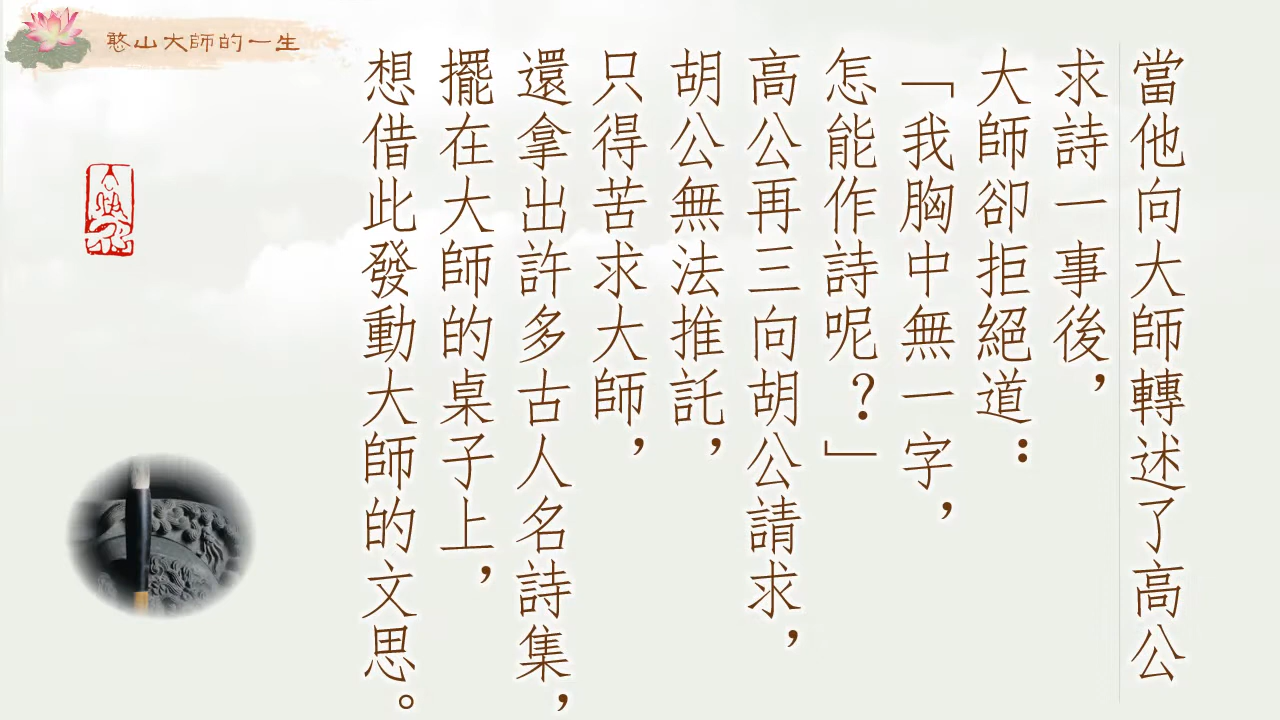 憨山大師的一生
當他向大師轉述了高公
求詩一事後，
大師卻拒絕道：
「我胸中無一字，
怎能作詩呢？」
高公再三向胡公請求，
胡公無法推託，
只得苦求大師，
還拿出許多古人名詩集，
擺在大師的桌子上，
想借此發動大師的文思。